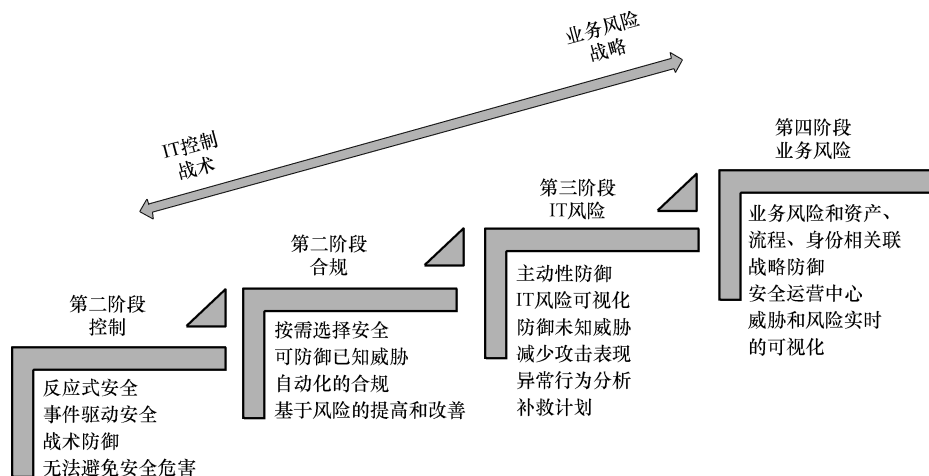 业务风险
战略
IT控制
战术
第四阶段
业务风险
业务风险和资产、
流程、身份相关联
战略防御
安全运营中心
威胁和风险实时
的可视化
第三阶段
IT风险
主动性防御
IT风险可视化
防御未知威胁
减少攻击表现
异常行为分析
补救计划
第二阶段
合规
按需选择安全
可防御已知威胁
自动化的合规
基于风险的提高和改善
第二阶段
控制
反应式安全
事件驱动安全
战术防御
无法避免安全危害